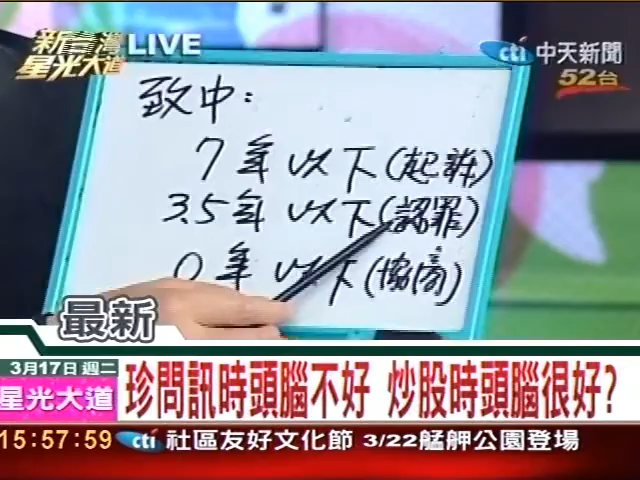 新台灣
星光大道
LIVE
cti 中天新聞
52台
致中:
7年以下(起訴)
3.5年以下(認罪)
0年以下(協商)
最新
3月17日 週二
星光大道
珍問訊時頭腦不好 炒股時頭腦很好?
15:57:59
cti 社區友好文化節 3/22艋舺公園登場